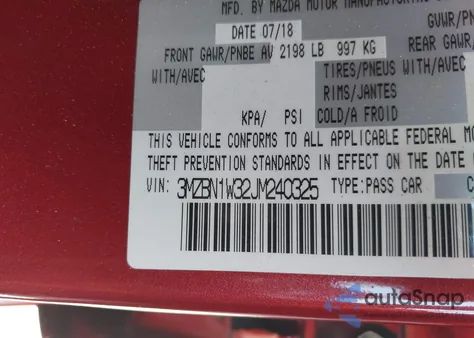 MFD. BY MAZDA MOTOR
DATE 07/18
GVWR/
FRONT GAWR/PNBE AV 2198 LB 997 KG
REAR GAWR/
WITH/AVEC
TIRES/PNEUS WITH/AVEC
RIMS/JANTES
KPA/ PSI COLD/A FROID
THIS VEHICLE CONFORMS TO ALL APPLICABLE FEDERAL
THEFT PREVENTION STANDARDS IN EFFECT ON THE DATE
VIN: 3MZBN1W32JM240325 TYPE:PASS CAR
autoSnap